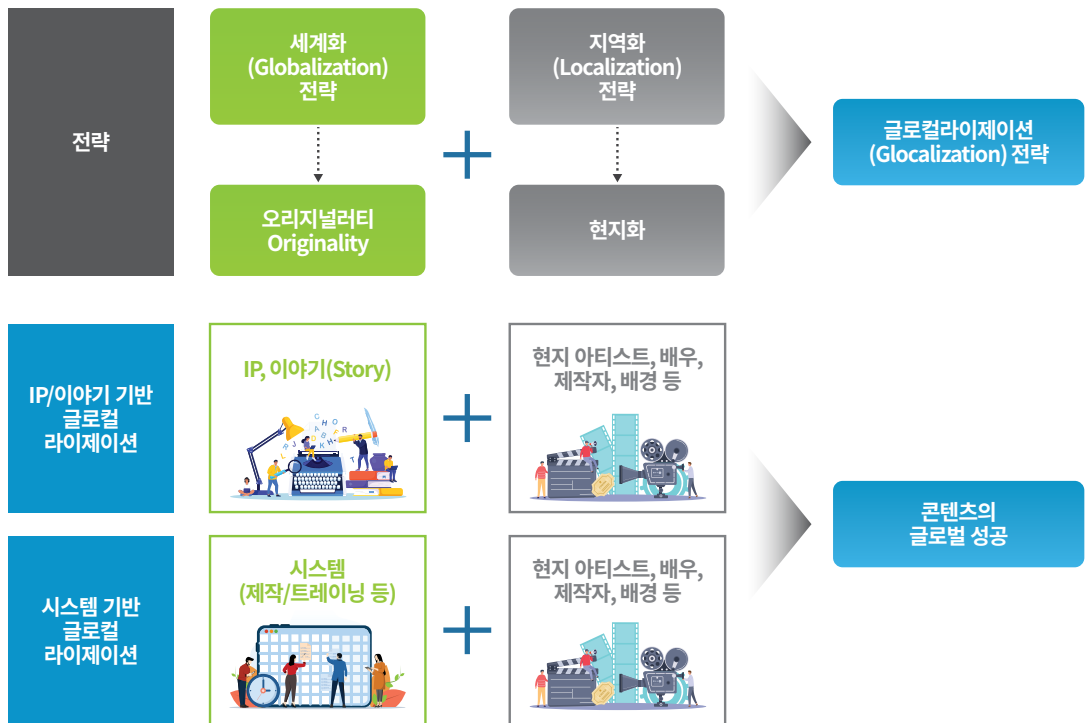 전략
세계화
(Globalization)
전략
오리지널러티
Originality
지역화
(Localization)
전략
현지화
글로컬라이제이션
(Glocalization) 전략
IP/이야기 기반
글로컬
라이제이션
IP, 이야기(Story)
현지 아티스트, 배우,
제작자, 배경 등
시스템 기반
글로컬
라이제이션
시스템
(제작/트레이닝 등)
현지 아티스트, 배우,
제작자, 배경 등
콘텐츠의
글로벌 성공